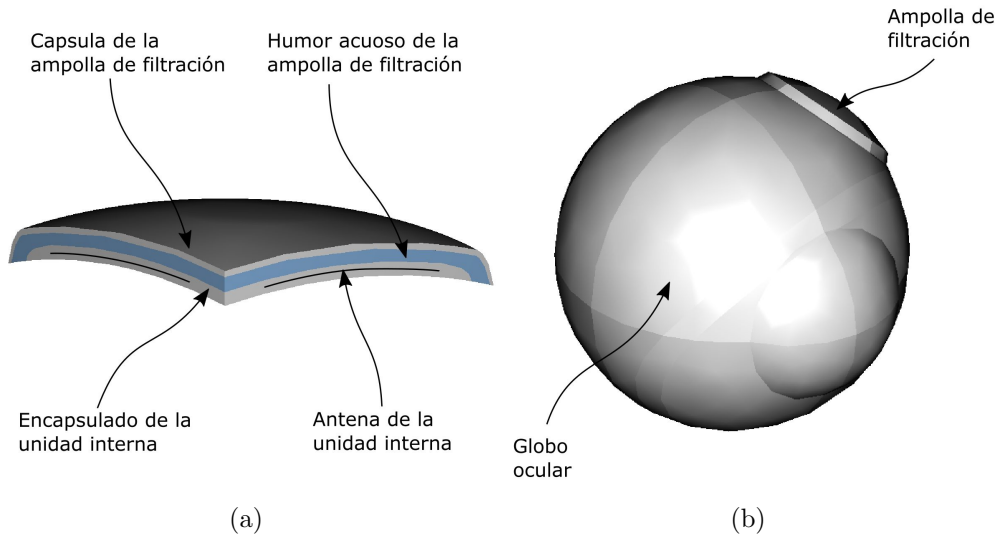 Capsula de la
ampolla de filtración
Humor acuoso de la
ampolla de filtración
Encapsulado de la
unidad interna
Antena de la
unidad interna
(a)
Ampolla de
filtración
Globo
ocular
(b)